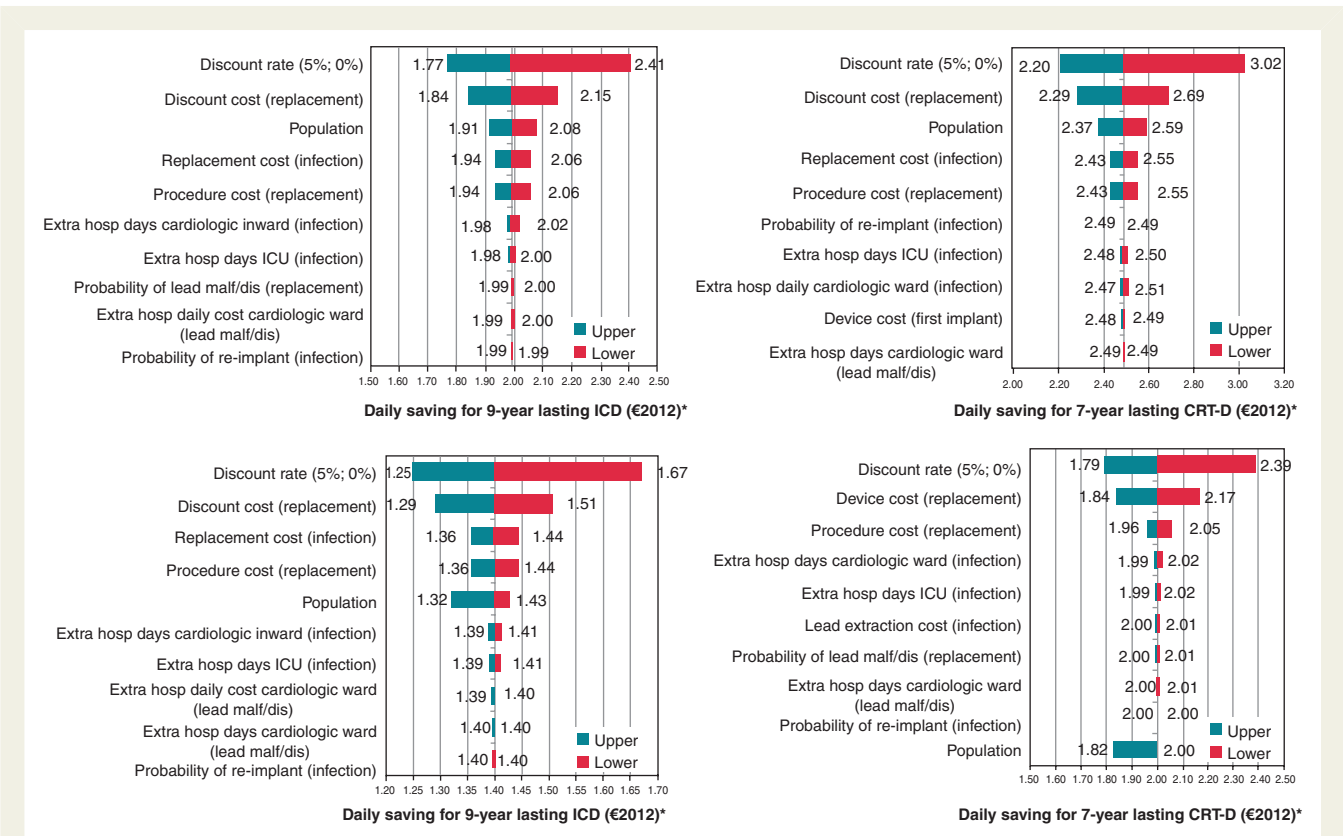 Discount rate (5%; 0%) 1.77 2.41
Discount cost (replacement) 1.84 2.15
Population 1.91 2.08
Replacement cost (infection) 1.94 2.06
Procedure cost (replacement) 1.94 2.06
Extra hosp days cardiologic inward (infection) 1.98 2.02
Extra hosp days ICU (infection) 1.98 2.00
Probability of lead malf/dis (replacement) 1.99 2.00
Extra hosp daily cost cardiologic ward
(lead malf/dis) 1.99 2.00
Probability of re-implant (infection) 1.99 1.99
Upper
Lower
1.50 1.60 1.70 1.80 1.90 2.00 2.10 2.20 2.30 2.40 2.50
Daily saving for 9-year lasting ICD (€2012)*
Discount rate (5%; 0%) 2.20 3.02
Discount cost (replacement) 2.29 2.69
Population 2.37 2.59
Replacement cost (infection) 2.43 2.55
Procedure cost (replacement) 2.43 2.55
Probability of re-implant (infection) 2.49 2.49
Extra hosp days ICU (infection) 2.48 2.50
Extra hosp daily cardiologic ward (infection) 2.47 2.51
Device cost (first implant) 2.48 2.49
Extra hosp days cardiologic ward
(lead malf/dis) 2.49 2.49
Upper
Lower
2.00 2.20 2.40 2.60 2.80 3.00 3.20
Daily saving for 7-year lasting CRT-D (€2012)*
Discount rate (5%; 0%) 1.25 1.67
Discount cost (replacement) 1.29 1.51
Replacement cost (infection) 1.36 1.44
Procedure cost (replacement) 1.36 1.44
Population 1.32 1.43
Extra hosp days cardiologic inward (infection) 1.39 1.41
Extra hosp days ICU (infection) 1.39 1.41
Extra hosp daily cost cardiologic ward
(lead malf/dis) 1.39 1.40
Extra hosp days cardiologic ward
(lead malf/dis) 1.40 1.40
Probability of re-implant (infection) 1.40 1.40
Upper
Lower
1.20 1.25 1.30 1.35 1.40 1.45 1.50 1.55 1.60 1.65 1.70
Daily saving for 9-year lasting ICD (€2012)*
Discount rate (5%; 0%) 1.79 2.39
Device cost (replacement) 1.84 2.17
Procedure cost (replacement) 1.96 2.05
Extra hosp days cardiologic ward (infection) 1.99 2.02
Extra hosp days ICU (infection) 1.99 2.02
Lead extraction cost (infection) 2.00 2.01
Probability of lead malf/dis (replacement) 2.00 2.01
Extra hosp days cardiologic ward
(lead malf/dis) 2.00 2.01
Probability of re-implant (infection) 2.00 2.00
Population 1.82 2.00
Upper
Lower
1.50 1.60 1.70 1.80 1.90 2.00 2.10 2.20 2.30 2.40 2.50
Daily saving for 7-year lasting CRT-D (€2012)*